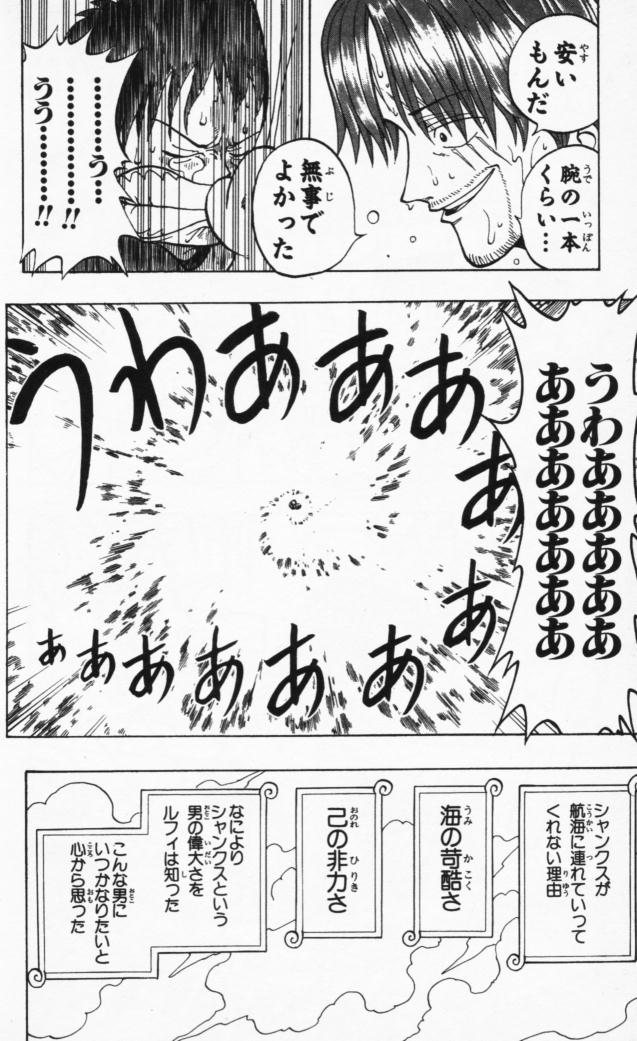 安い
もんだ
腕の一本
くらい…
無事で
よかった
…………う…
……………!!
うう………!!
うわああああああ
あああああああ
うわああああああああああああ
シャンクスが
航海に連れていって
くれない理由
海の苛酷さ
己の非力さ
なにより
シャンクスという
男の偉大さを
ルフィは知った
こんな男に
いつかなりたいと
心から思った